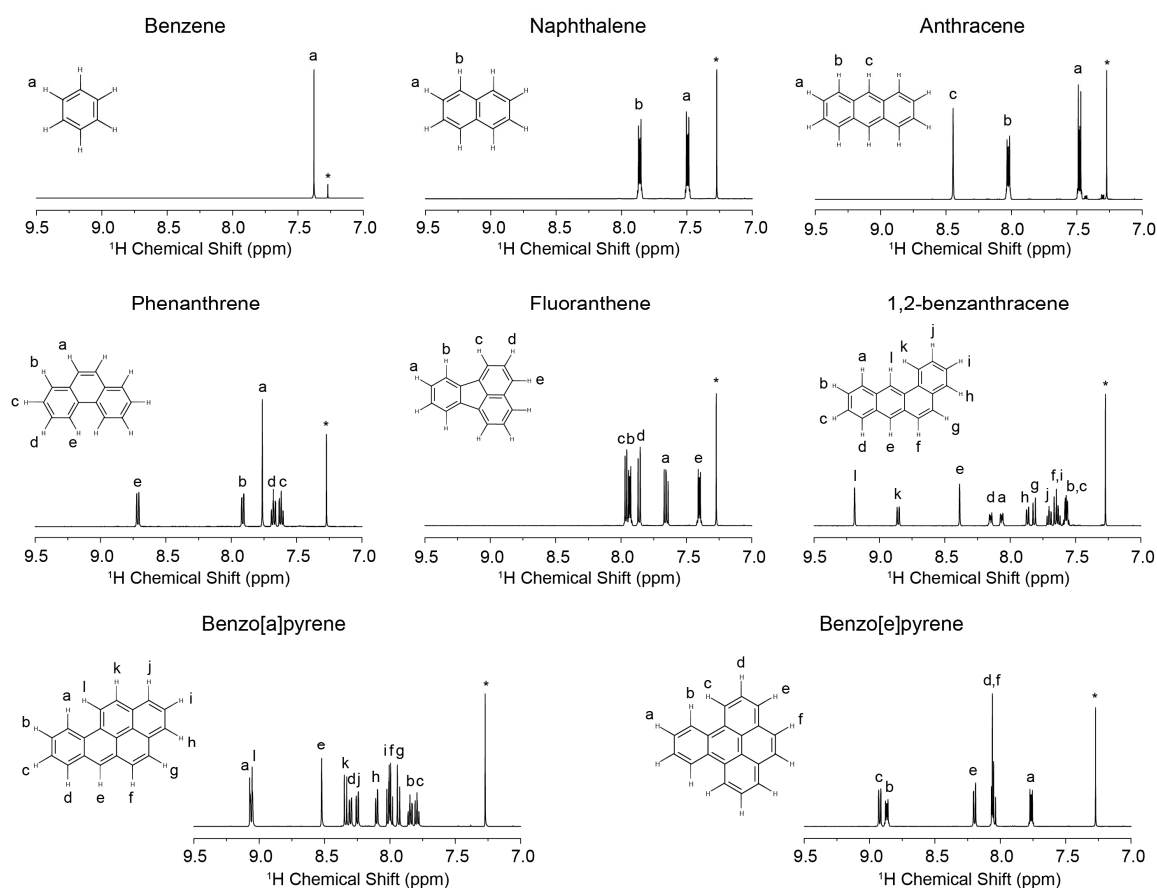 Benzene
a
H
H
H
H
H
H
a
*
9.5 9.0 8.5 8.0 7.5 7.0
¹H Chemical Shift (ppm)
Naphthalene
b
a
H
H
H
H
H
H
H
H
b
a
*
9.5 9.0 8.5 8.0 7.5 7.0
¹H Chemical Shift (ppm)
Anthracene
b c
a
H
H
H
H
H
H
H
H
H
H
c
b
a
*
9.5 9.0 8.5 8.0 7.5 7.0
¹H Chemical Shift (ppm)
Phenanthrene
a
b
c
d e
H
H
H
H
H
H
H
H
H
H
e
b
a
d c
*
9.5 9.0 8.5 8.0 7.5 7.0
¹H Chemical Shift (ppm)
Fluoranthene
c d
b
a
e
H
H
H
H
H
H
H
H
H
H
cb d
a
e
*
9.5 9.0 8.5 8.0 7.5 7.0
¹H Chemical Shift (ppm)
1,2-benzanthracene
j
k
i
a l
b
h
c
g
d e f
H
H
H
H
H
H
H
H
H
H
H
H
l
k
e
d a
h
g
j
f,i
b,c
*
9.5 9.0 8.5 8.0 7.5 7.0
¹H Chemical Shift (ppm)
Benzo[a]pyrene
k j
l
a
i
b
h
c
g
d e f
H
H
H
H
H
H
H
H
H
H
H
H
a l
e
k
d j
h
i f g
b c
*
9.5 9.0 8.5 8.0 7.5 7.0
¹H Chemical Shift (ppm)
Benzo[e]pyrene
d
c
e
b
a
f
H
H
H
H
H
H
H
H
H
H
H
H
c
b
e
d,f
a
*
9.5 9.0 8.5 8.0 7.5 7.0
¹H Chemical Shift (ppm)